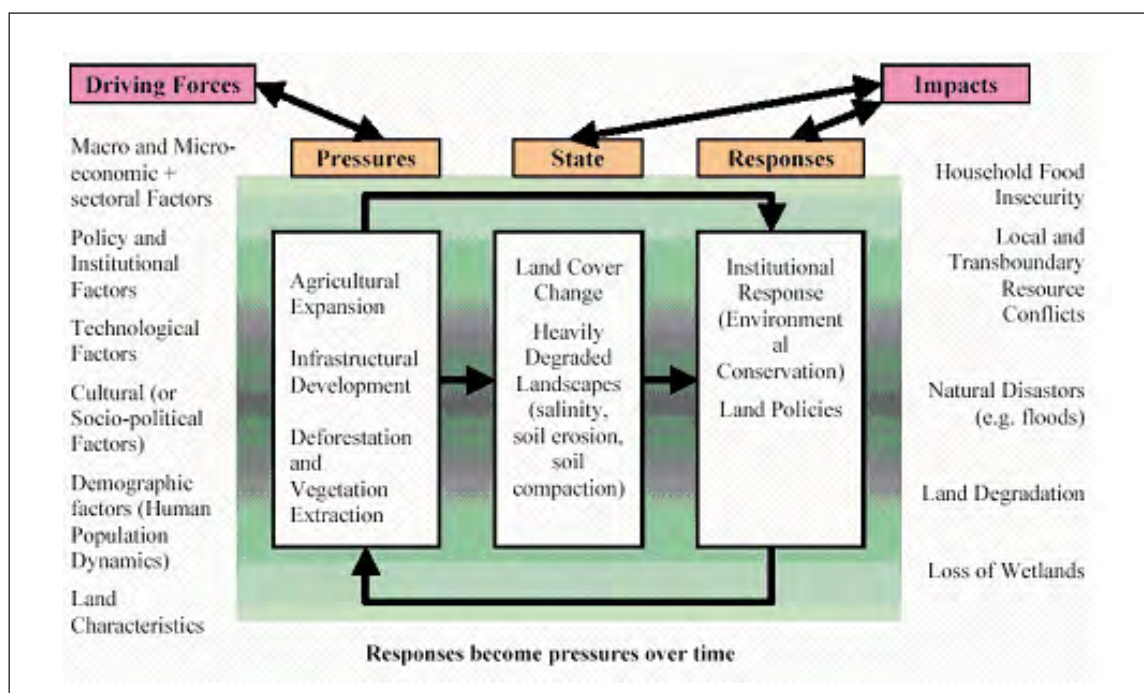 Driving Forces
Impacts
Pressures
State
Responses
Macro and Micro-
economic +
sectoral Factors
Policy and
Institutional
Factors
Technological
Factors
Cultural (or
Socio-political
Factors)
Demographic
factors (Human
Population
Dynamics)
Land
Characteristics
Agricultural
Expansion
Infrastructural
Development
Deforestation
and
Vegetation
Extraction
Land Cover
Change
Heavily
Degraded
Landscapes
(salinity,
soil erosion,
soil
compaction)
Institutional
Response
(Environment
al
Conservation)
Land Policies
Household Food
Insecurity
Local and
Transboundary
Resource
Conflicts
Natural Disastors
(e.g. floods)
Land Degradation
Loss of Wetlands
Responses become pressures over time